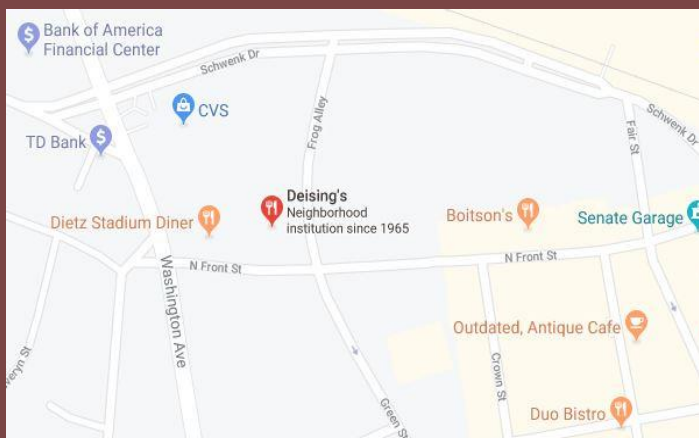 Bank of America
Financial Center
Schwenk Dr
CVS
Frog Alley
Fair St
Schwenk Dr
TD Bank
Deising's
Neighborhood
institution since 1965
Dietz Stadium Diner
Boitson's
Senate Garage
N Front St
N Front St
Washington Ave
Outdated, Antique Cafe
Crown St
Green St
Duo Bistro